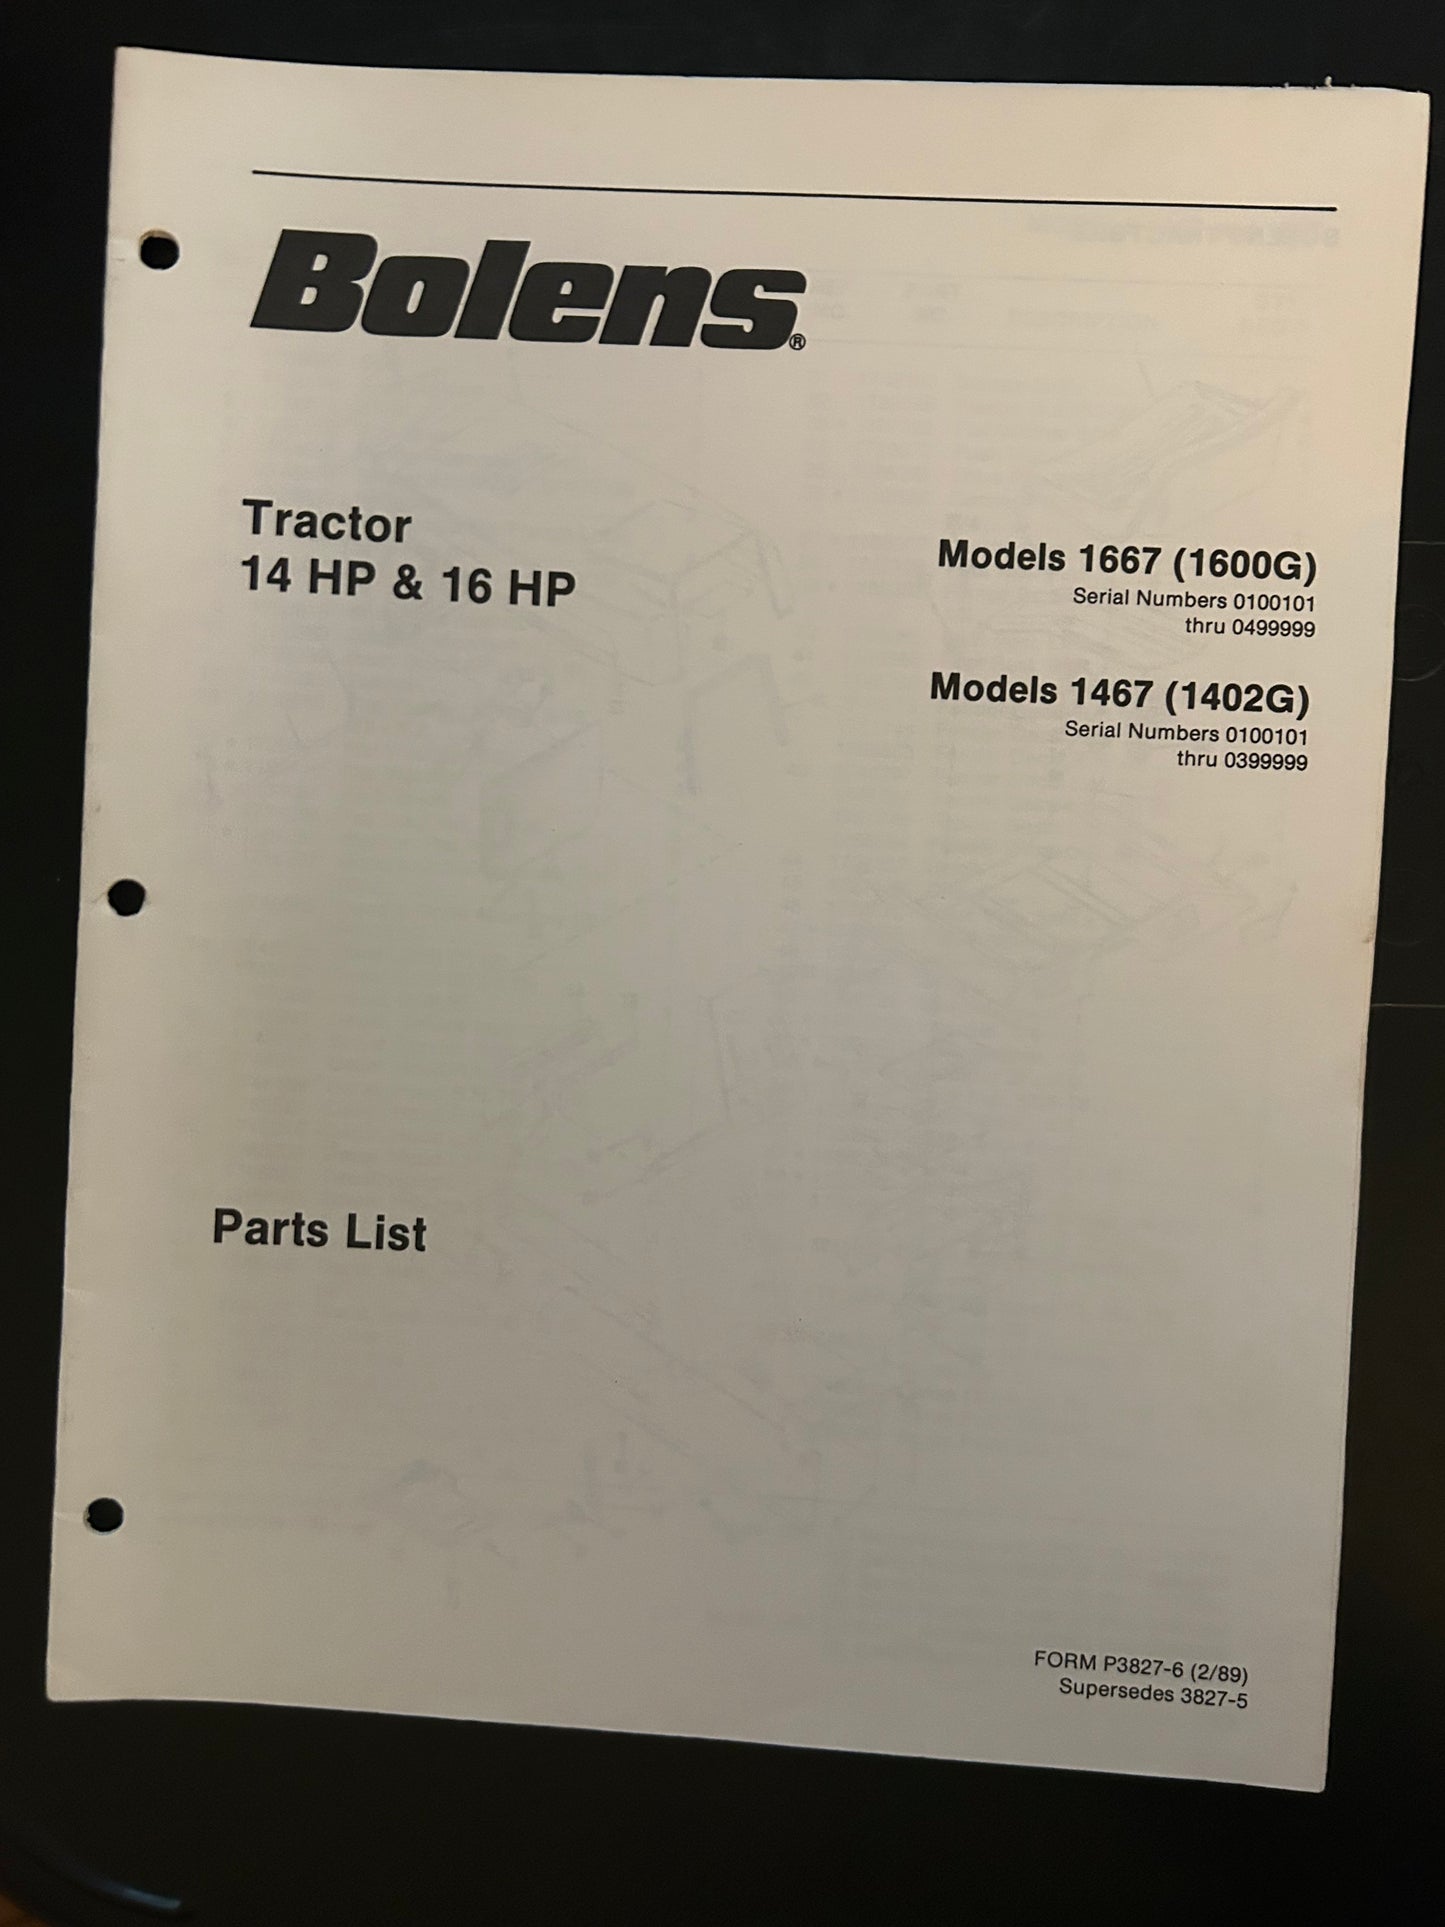 Bolens®
Tractor
14 HP & 16 HP
Models 1667 (1600G)
Serial Numbers 0100101
thru 0499999
Models 1467 (1402G)
Serial Numbers 0100101
thru 0399999
Parts List
FORM P3827-6 (2/89)
Supersedes 3827-5